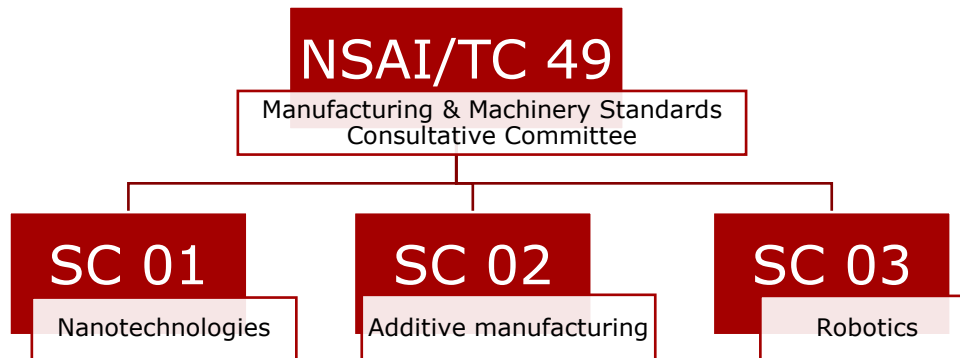 NSAI/TC 49
Manufacturing & Machinery Standards
Consultative Committee
SC 01
Nanotechnologies
SC 02
Additive manufacturing
SC 03
Robotics